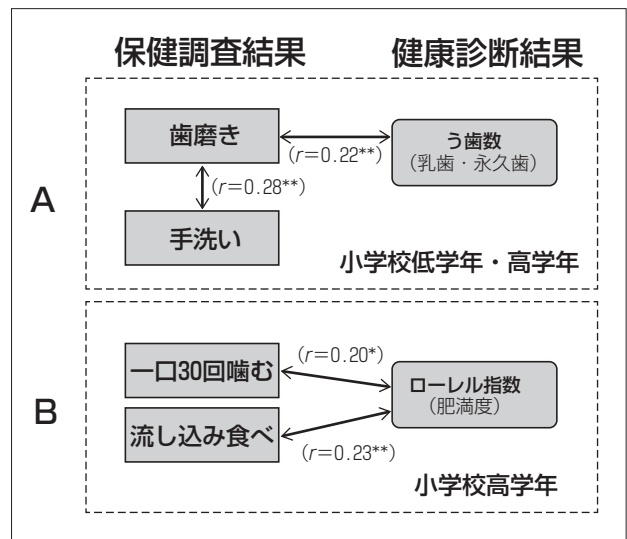 保健調査結果 健康診断結果
歯磨き
(r=0.22**)
う歯数
(乳歯・永久歯)
(r=0.28**)
A
手洗い
小学校低学年・高学年
一口30回噛む
(r=0.20*)
ローレル指数
(肥満度)
B
流し込み食べ
(r=0.23**)
小学校高学年